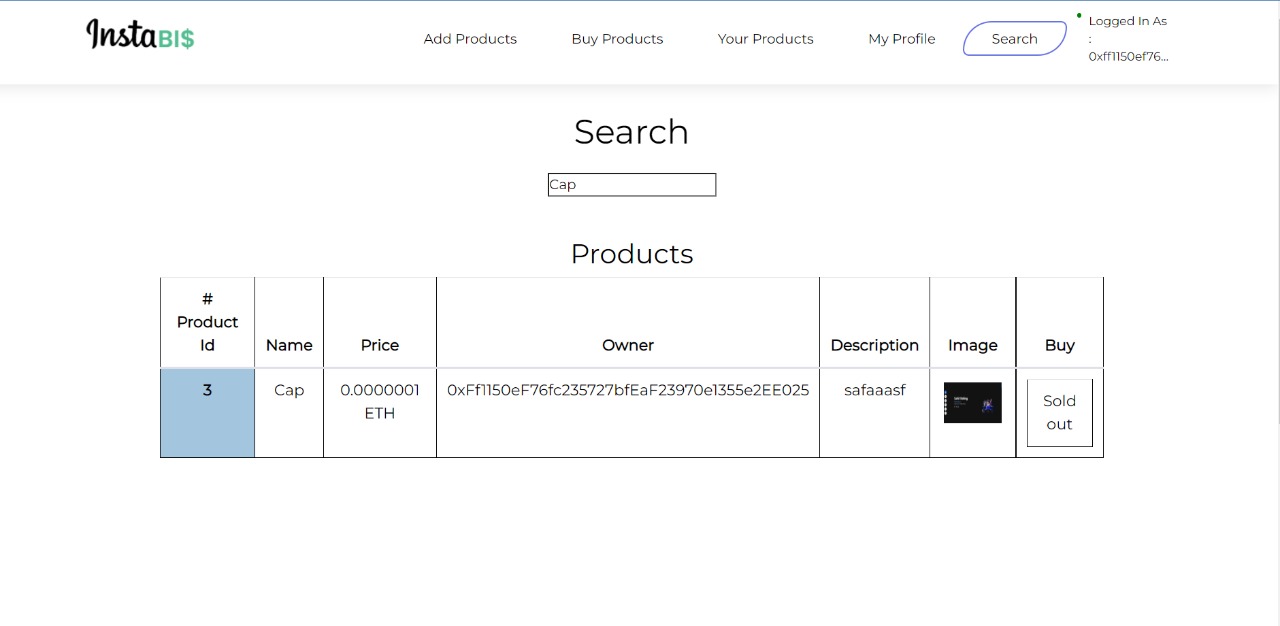 InstaBI$
Add Products
Buy Products
Your Products
My Profile
Search
Logged In As
:
0xff1150ef76...
Search
Cap
Products
# Product Id
Name
Price
Owner
Description
Image
Buy
3
Cap
0.0000001 ETH
0xFf1150eF76fc235727bfEaF23970e1355e2EE025
safaaasf
Sold out